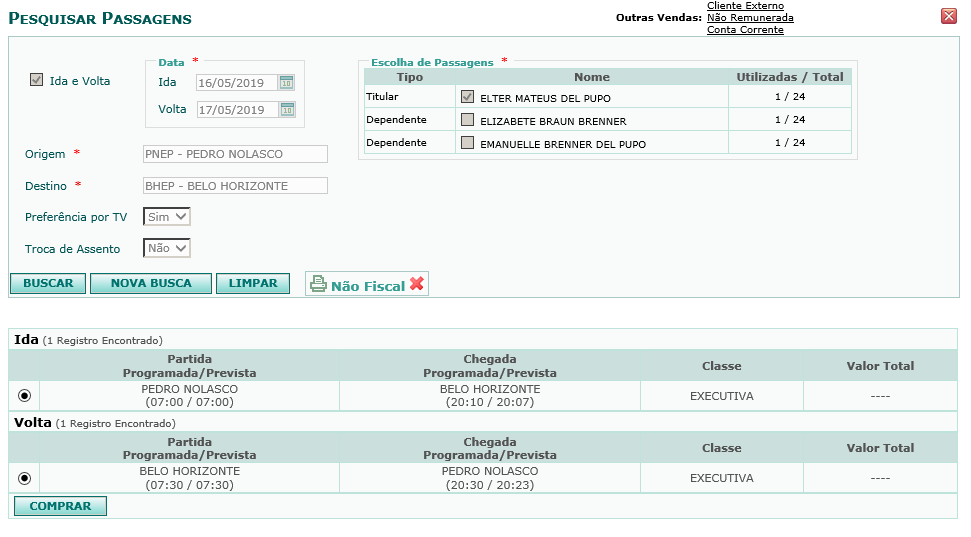 PESQUISAR PASSAGENS
Outras Vendas:
Cliente Externo
Não Remunerada
Conta Corrente
Ida e Volta
Data *
Ida 16/05/2019
Volta 17/05/2019
Escolha de Passagens *
Tipo Nome Utilizadas / Total
Titular ELTER MATEUS DEL PUPO 1 / 24
Dependente ELIZABETE BRAUN BRENNER 1 / 24
Dependente EMANUELLE BRENNER DEL PUPO 1 / 24
Origem * PNEP - PEDRO NOLASCO
Destino * BHEP - BELO HORIZONTE
Preferência por TV Sim
Troca de Assento Não
BUSCAR NOVA BUSCA LIMPAR Não Fiscal
Ida (1 Registro Encontrado)
Partida Programada/Prevista Chegada Programada/Prevista Classe Valor Total
PEDRO NOLASCO BELO HORIZONTE EXECUTIVA ----
(07:00 / 07:00) (20:10 / 20:07)
Volta (1 Registro Encontrado)
Partida Programada/Prevista Chegada Programada/Prevista Classe Valor Total
BELO HORIZONTE PEDRO NOLASCO EXECUTIVA ----
(07:30 / 07:30) (20:30 / 20:23)
COMPRAR